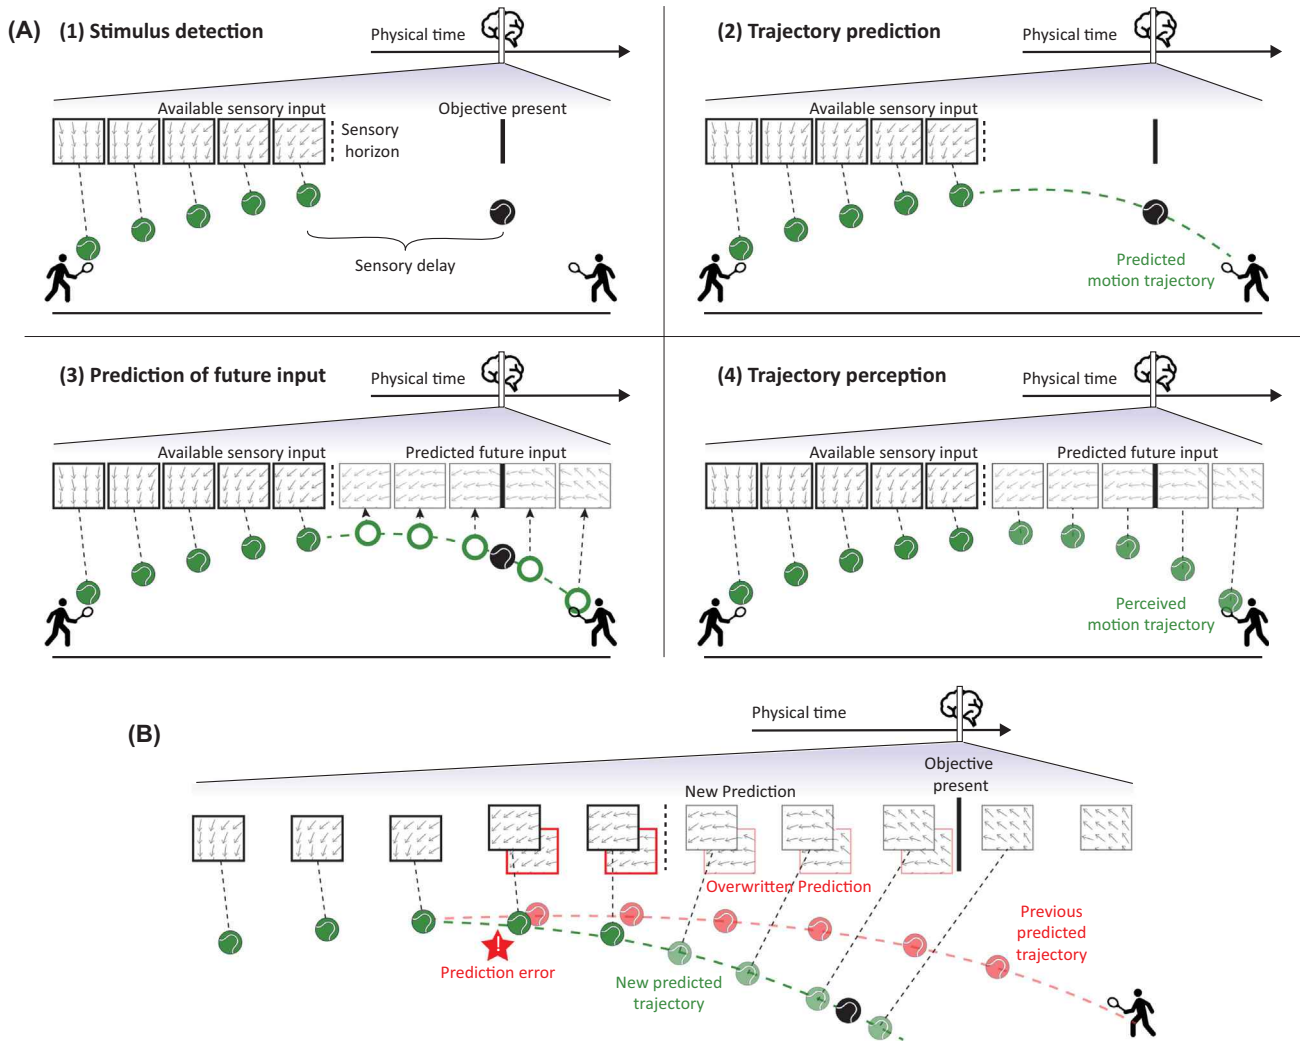 (A)
(1) Stimulus detection
Physical time
Available sensory input
Objective present
Sensory
horizon
Sensory delay
(2) Trajectory prediction
Physical time
Available sensory input
Predicted
motion trajectory
(3) Prediction of future input
Physical time
Available sensory input
Predicted future input
(4) Trajectory perception
Physical time
Available sensory input
Predicted future input
Perceived
motion trajectory
(B)
Physical time
Objective
present
New Prediction
Overwritten Prediction
Previous
predicted
trajectory
!
Prediction error
New predicted
trajectory